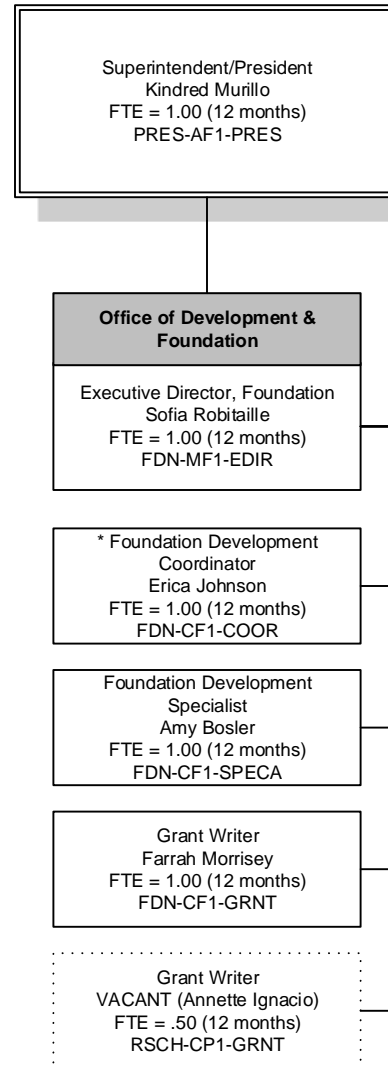 Superintendent/President
Kindred Murillo
FTE = 1.00 (12 months)
PRES-AF1-PRES
Office of Development &
Foundation
Executive Director, Foundation
Sofia Robitaille
FTE = 1.00 (12 months)
FDN-MF1-EDIR
* Foundation Development
Coordinator
Erica Johnson
FTE = 1.00 (12 months)
FDN-CF1-COOR
Foundation Development
Specialist
Amy Bosler
FTE = 1.00 (12 months)
FDN-CF1-SPECA
Grant Writer
Farrah Morrisey
FTE = 1.00 (12 months)
FDN-CF1-GRNT
Grant Writer
VACANT (Annette Ignacio)
FTE = .50 (12 months)
RSCH-CP1-GRNT